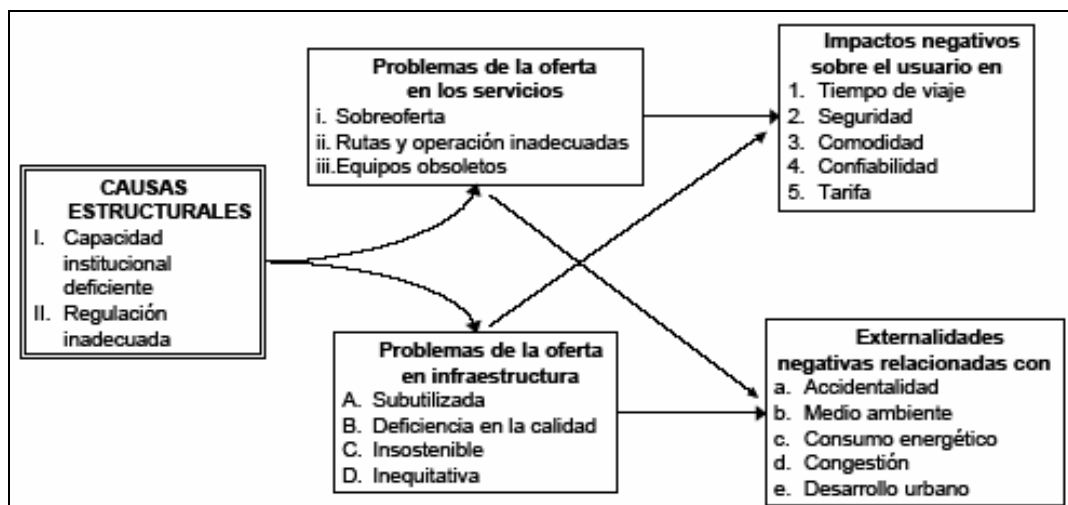 CAUSAS
ESTRUCTURALES
I. Capacidad
institucional
deficiente
II. Regulación
inadecuada
Problemas de la oferta
en los servicios
i. Sobreoferta
ii. Rutas y operación inadecuadas
iii.Equipos obsoletos
Problemas de la oferta
en infraestructura
A. Subutilizada
B. Deficiencia en la calidad
C. Insostenible
D. Inequitativa
Impactos negativos
sobre el usuario en
1. Tiempo de viaje
2. Seguridad
3. Comodidad
4. Confiabilidad
5. Tarifa
Externalidades
negativas relacionadas con
a. Accidentalidad
b. Medio ambiente
c. Consumo energético
d. Congestión
e. Desarrollo urbano